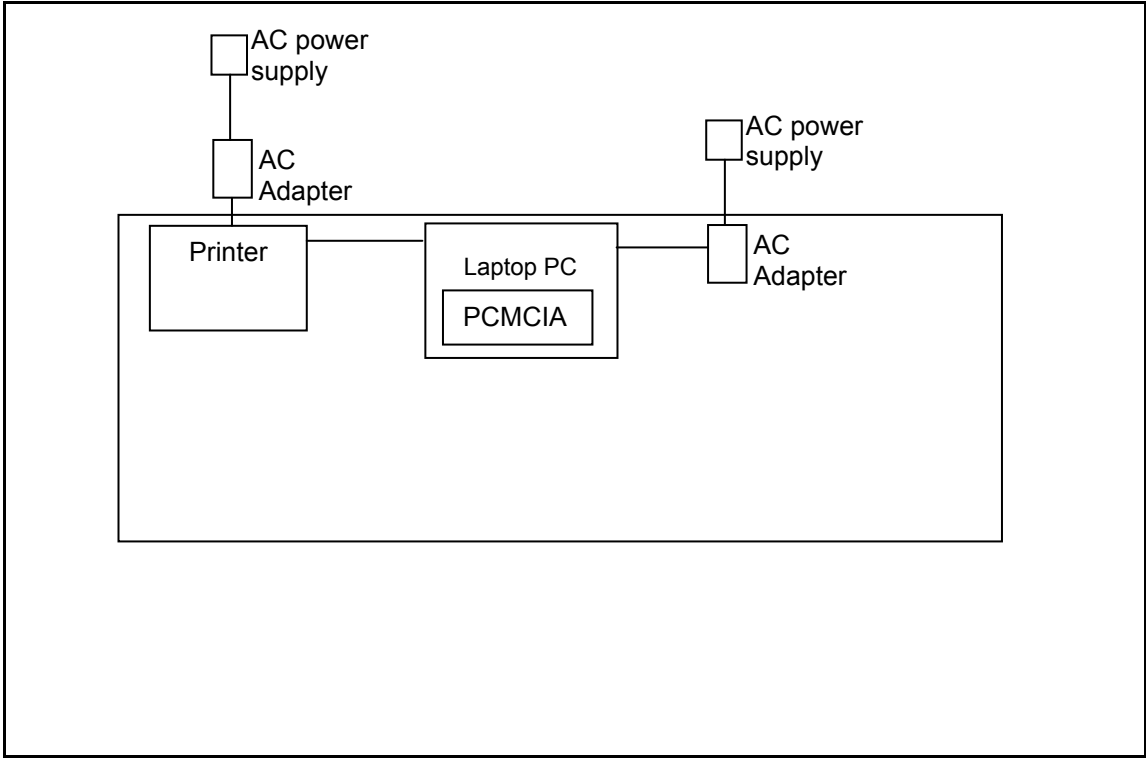 AC power
supply
AC power
supply
AC
Adapter
Printer
Laptop PC
PCMCIA
AC
Adapter